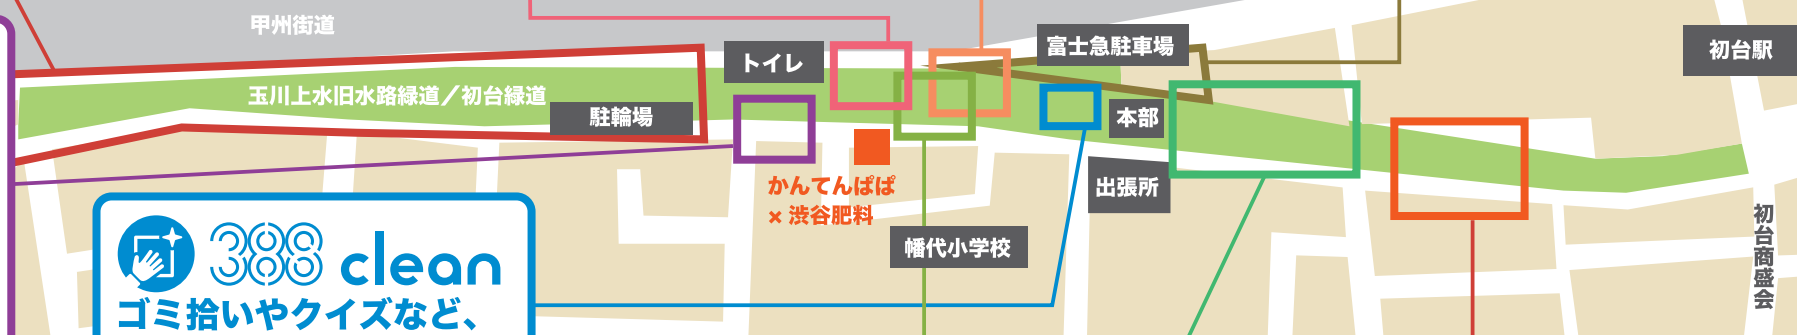 甲州街道
トイレ
富士急駐車場
初台駅
玉川上水旧水路緑道／初台緑道
駐輪場
本部
かんてんぱぱ
× 渋谷肥料
出張所
幡代小学校
初台商盛会
388 clean
ゴミ拾いやクイズなど、